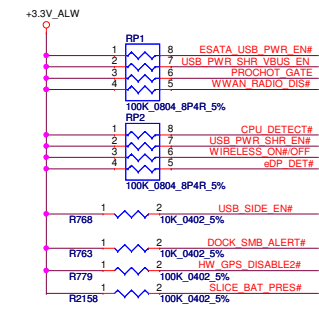 +3.3V_ALW
RP1
1 8 ESATA_USB_PWR_EN#
2 7 USB_PWR_SHR_VBUS_EN
3 6 PROCHOT_GATE
4 5 WWAN_RADIO_DIS#
100K_0804_8P4R_5%
RP2
1 8 CPU_DETECT#
2 7 USB_PWR_SHR_EN#
3 6 WIRELESS_ON#/OFF
4 5 eDP_DET#
100K_0804_8P4R_5%
1 2 USB_SIDE_EN#
R768 10K_0402_5%
1 2 DOCK_SMB_ALERT#
R763 10K_0402_5%
1 2 HW_GPS_DISABLE2#
R779 100K_0402_5%
1 2 SLICE_BAT_PRES#
R2158 100K_0402_5%